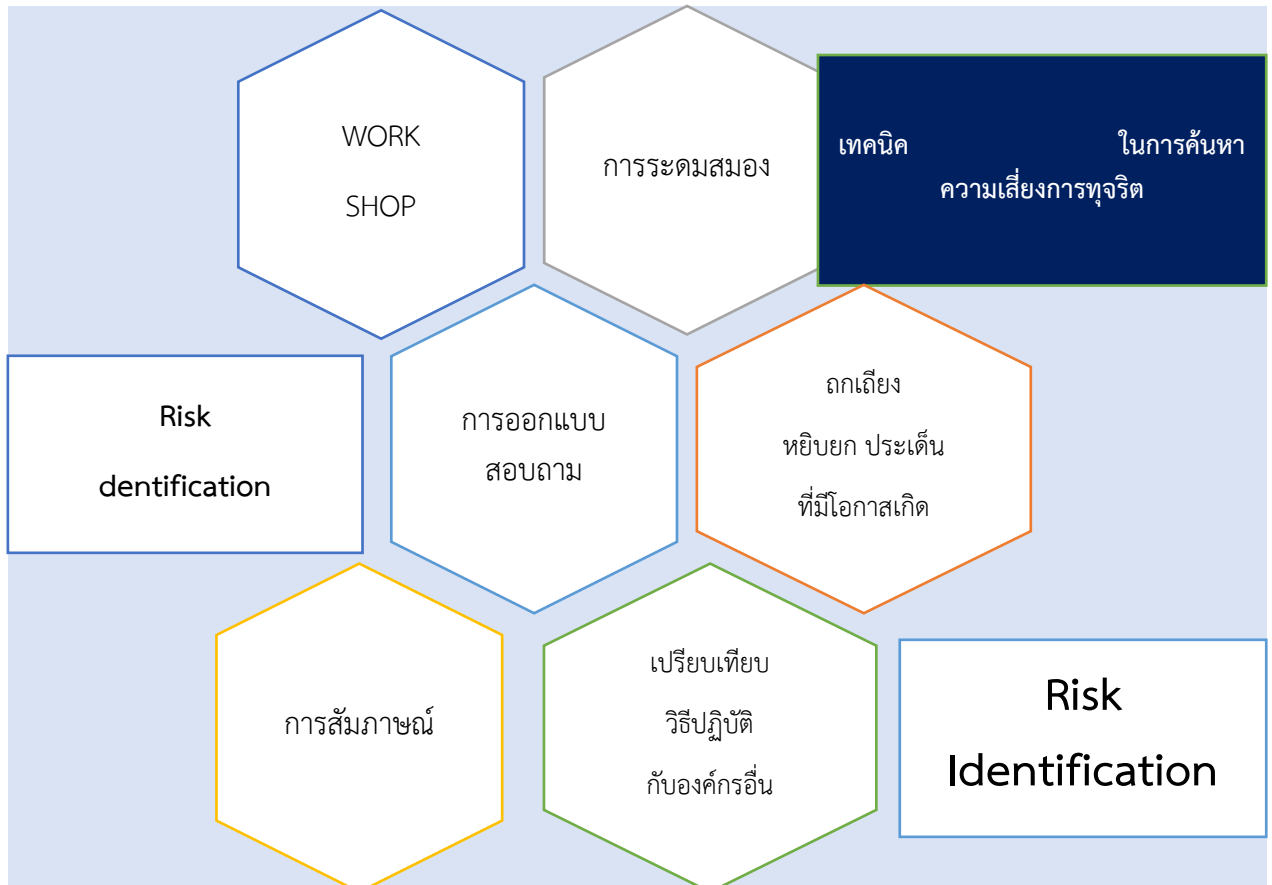 WORK
SHOP
การระดมสมอง
เทคนิค ในการค้นหา
ความเสี่ยงการทุจริต
Risk
dentification
การออกแบบ
สอบถาม
ถกเถียง
หยิบยก ประเด็น
ที่มีโอกาสเกิด
การสัมภาษณ์
เปรียบเทียบ
วิธีปฏิบัติ
กับองค์กรอื่น
Risk
Identification